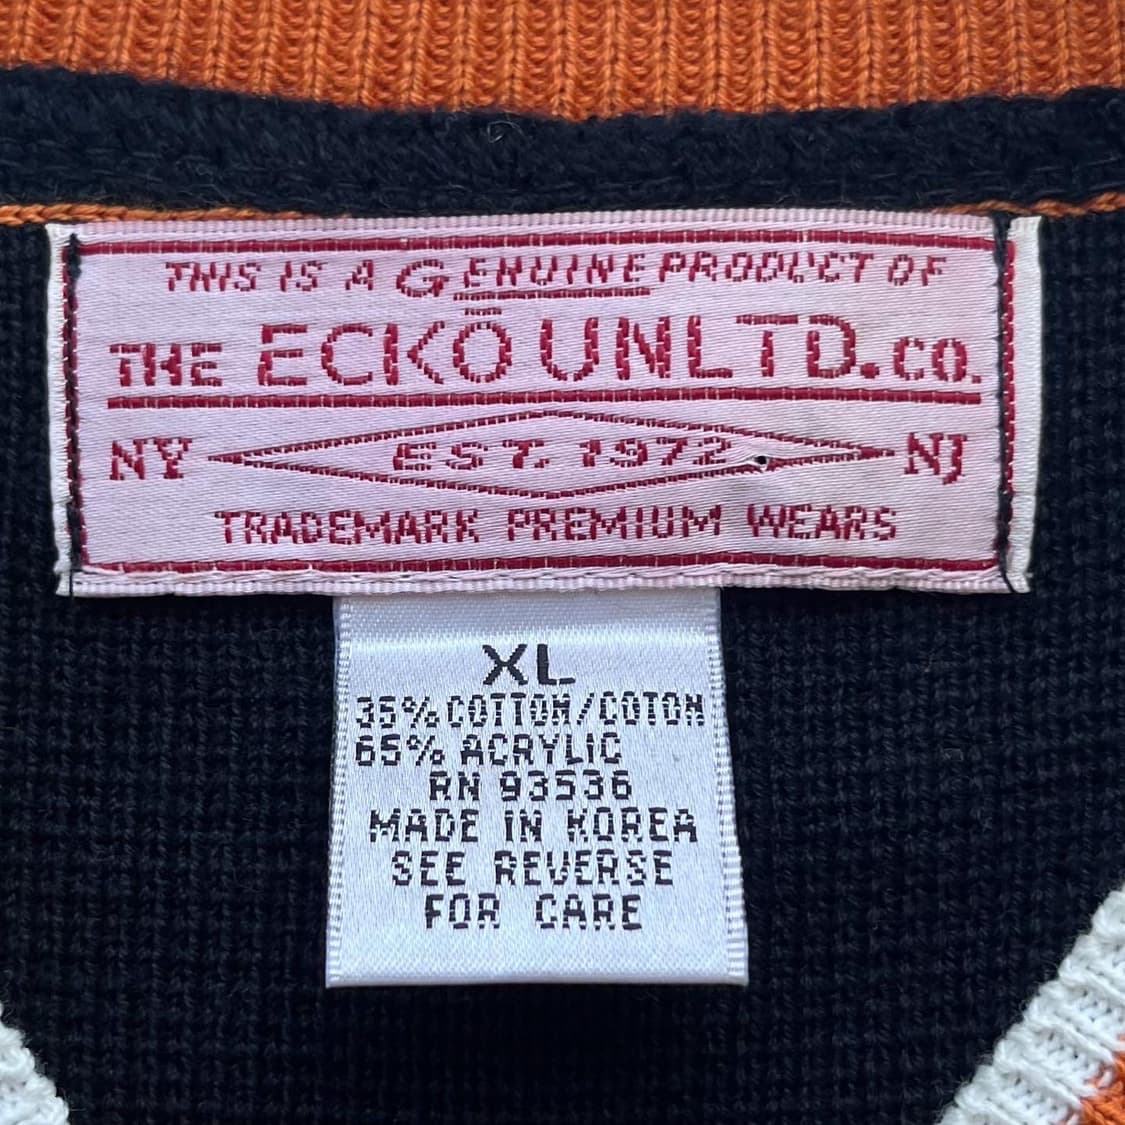 THIS IS A GENUINE PRODUCT OF
THE ECKŌ UNLTD. CO.
NY EST. 1972 NJ
TRADEMARK PREMIUM WEARS
XL
35% COTTON/COTON
65% ACRYLIC
RN 93536
MADE IN KOREA
SEE REVERSE
FOR CARE